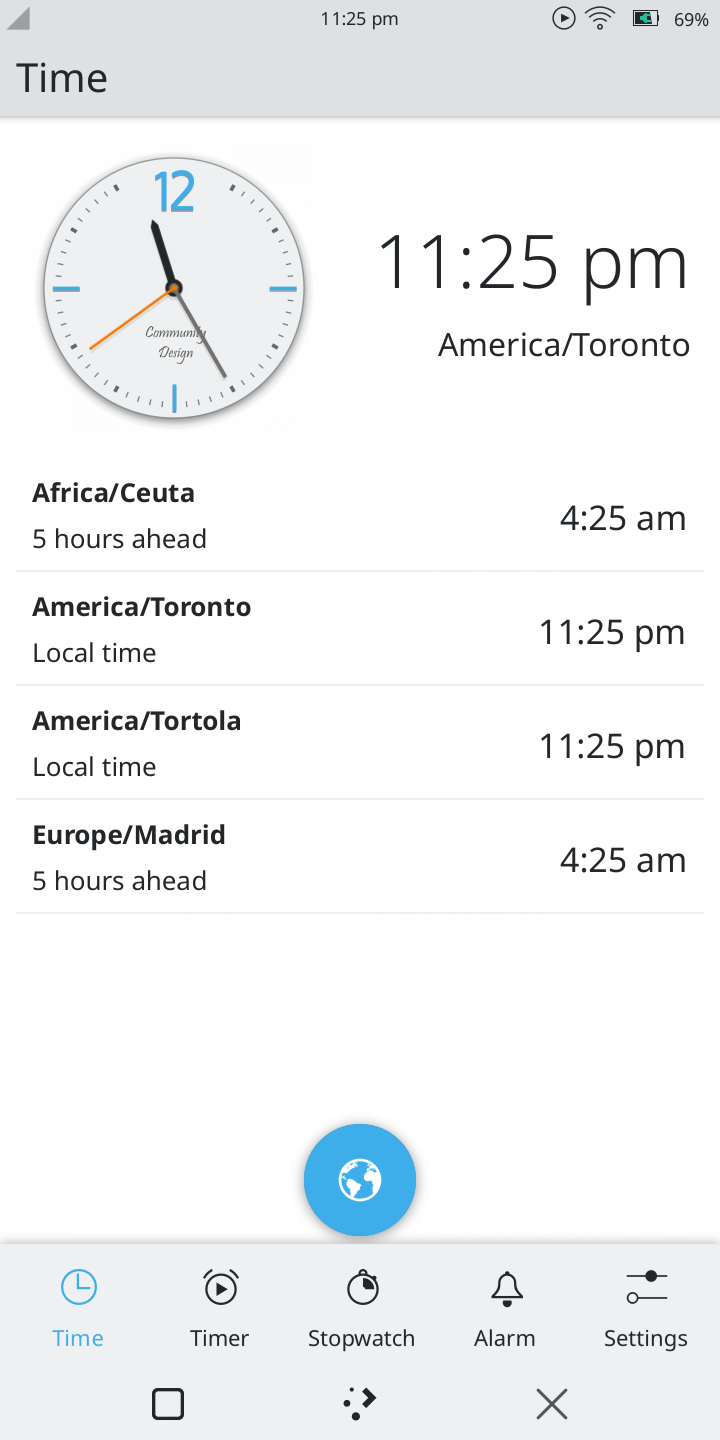 11:25 pm
69%
Time
12
Community
Design
11:25 pm
America/Toronto
Africa/Ceuta
5 hours ahead
4:25 am
America/Toronto
Local time
11:25 pm
America/Tortola
Local time
11:25 pm
Europe/Madrid
5 hours ahead
4:25 am
Time
Timer
Stopwatch
Alarm
Settings